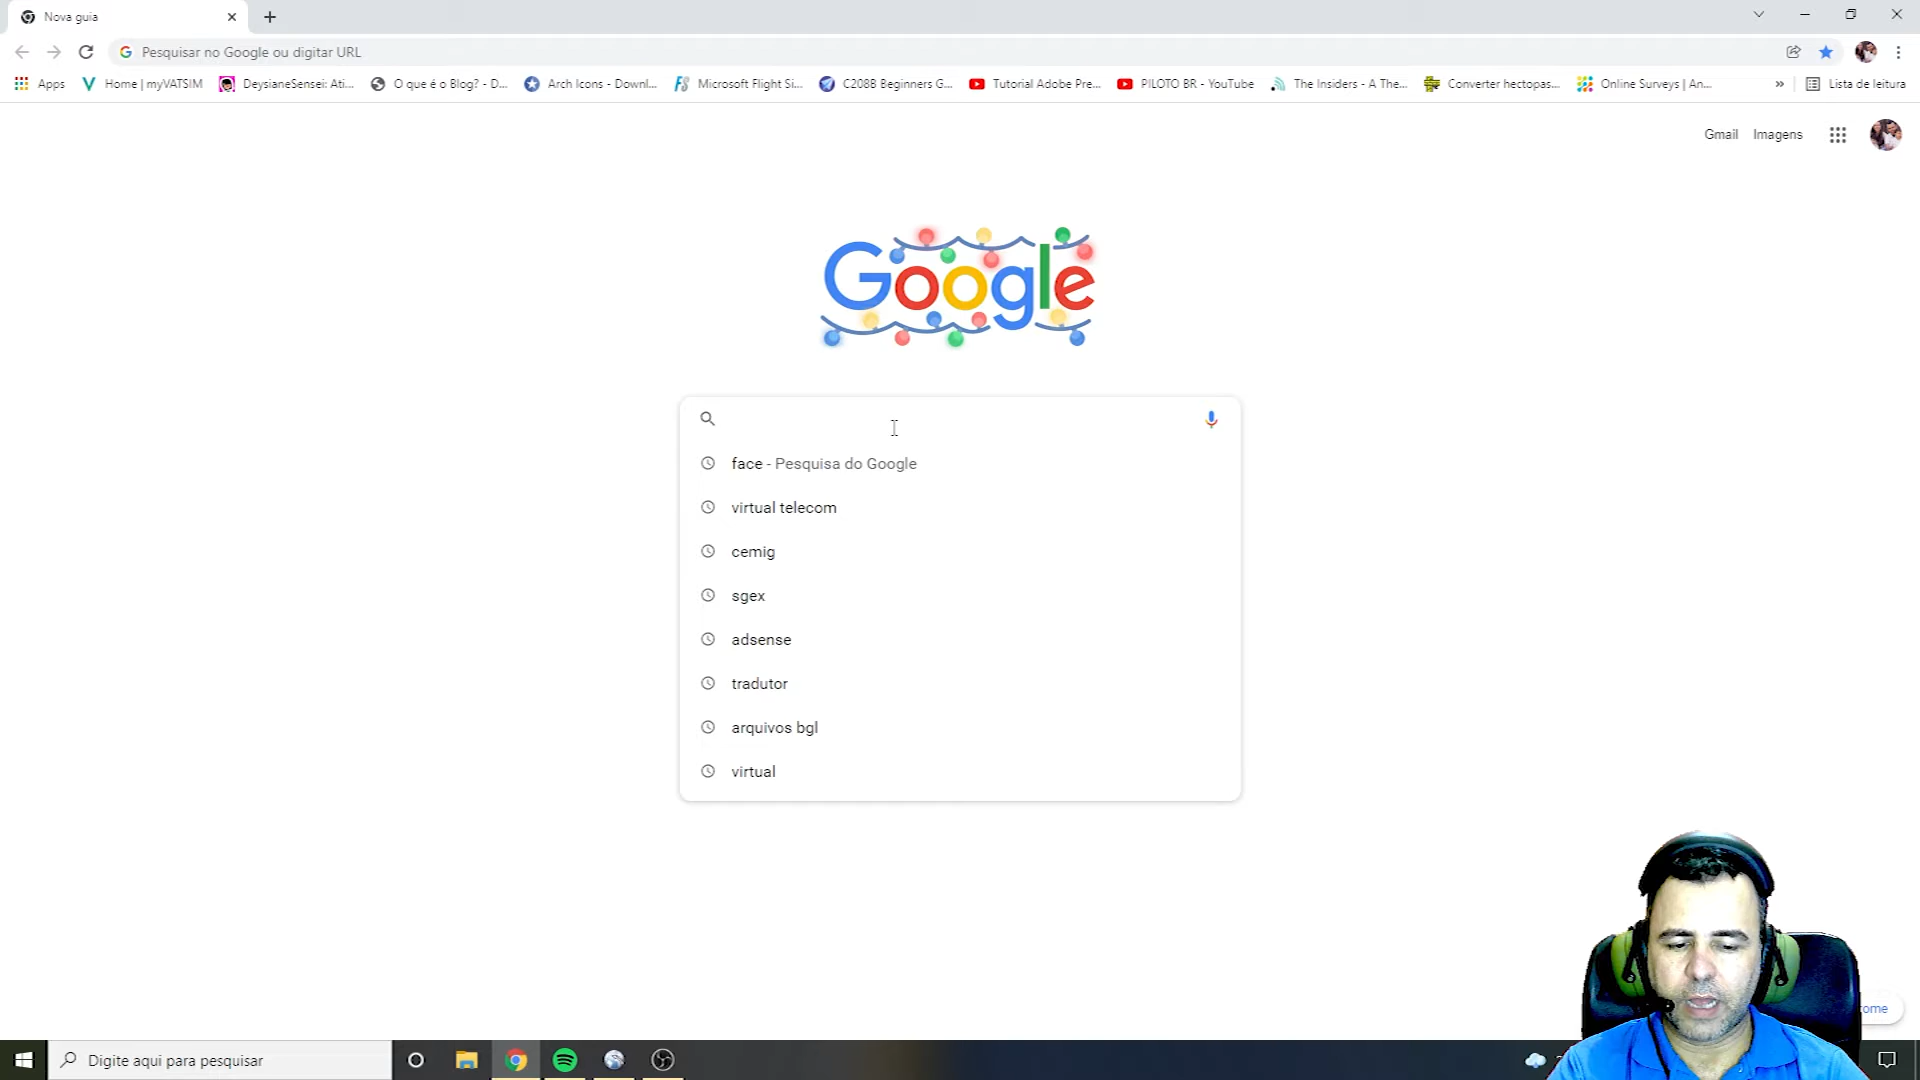 Nova guia
Pesquisar no Google ou digitar URL
Apps
Home | myVATSIM
DeysianeSensei: Ati...
O que é o Blog? - D...
Arch Icons - Downl...
Microsoft Flight Si...
C208B Beginners G...
Tutorial Adobe Pre...
PILOTO BR - YouTube
The Insiders - A The...
Converter hectopas...
Online Surveys | An...
»
Lista de leitura
Gmail
Imagens
Google
face - Pesquisa do Google
virtual telecom
cemig
sgex
adsense
tradutor
arquivos bgl
virtual
Digite aqui para pesquisar